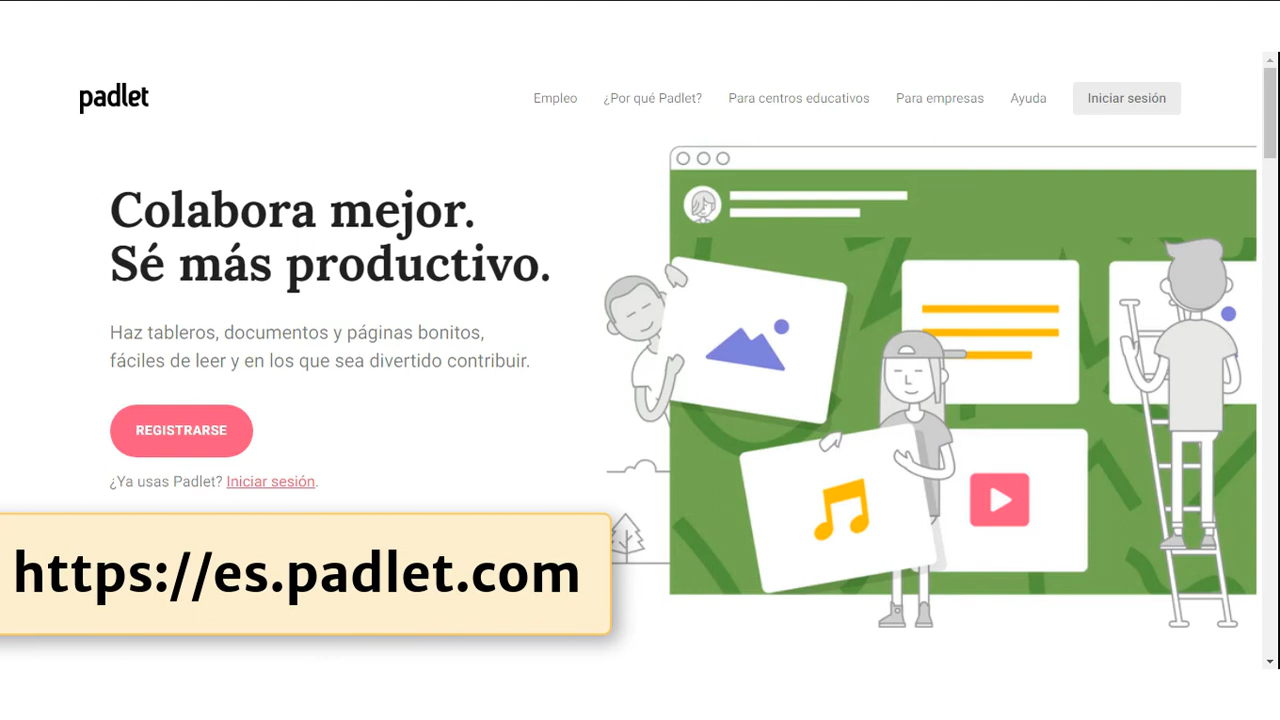 padlet
Empleo
¿Por qué Padlet?
Para centros educativos
Para empresas
Ayuda
Iniciar sesión
Colabora mejor.
Sé más productivo.
Haz tableros, documentos y páginas bonitos,
fáciles de leer y en los que sea divertido contribuir.
REGISTRARSE
¿Ya usas Padlet? Iniciar sesión.
https://es.padlet.com